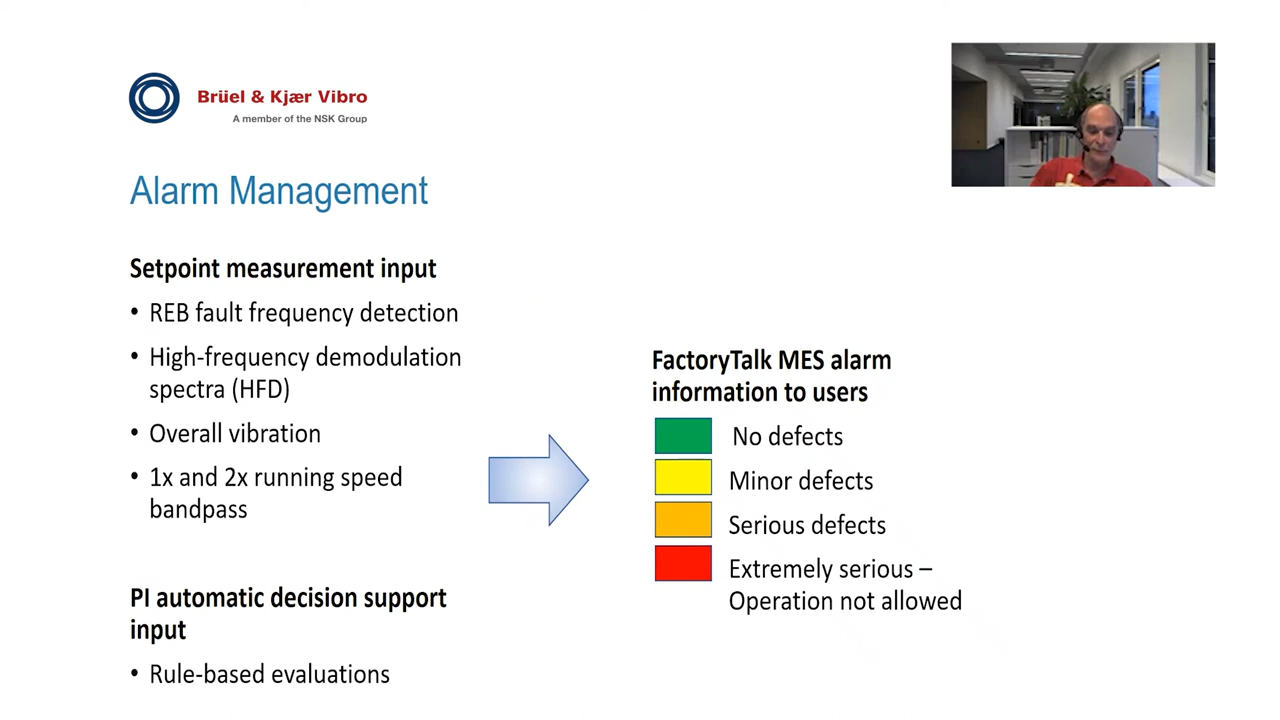 Brüel & Kjær Vibro
A member of the NSK Group
Alarm Management
Setpoint measurement input
• REB fault frequency detection
• High-frequency demodulation
spectra (HFD)
• Overall vibration
• 1x and 2x running speed
bandpass
PI automatic decision support
input
• Rule-based evaluations
FactoryTalk MES alarm
information to users
No defects
Minor defects
Serious defects
Extremely serious –
Operation not allowed